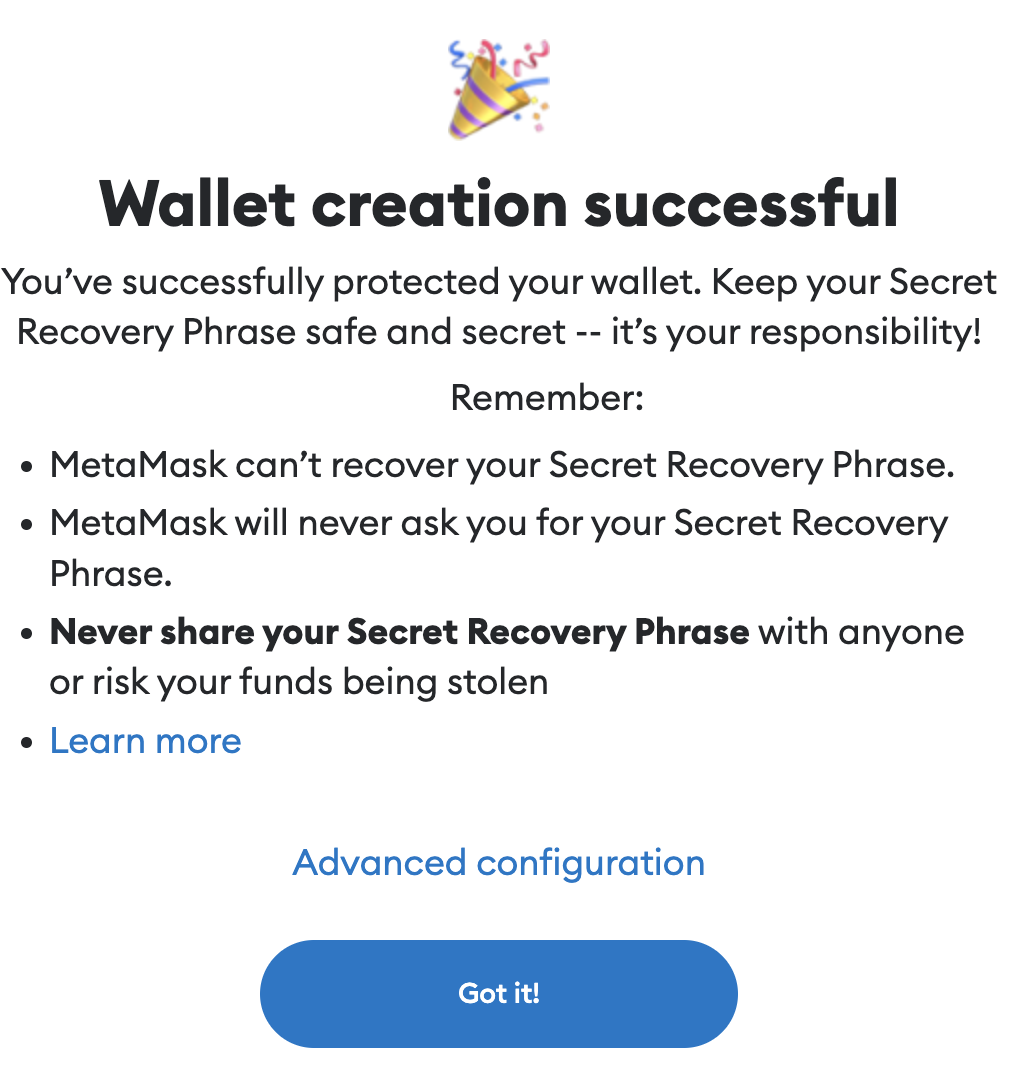 Wallet creation successful
You’ve successfully protected your wallet. Keep your Secret
Recovery Phrase safe and secret -- it’s your responsibility!
Remember:
• MetaMask can’t recover your Secret Recovery Phrase.
• MetaMask will never ask you for your Secret Recovery
Phrase.
• Never share your Secret Recovery Phrase with anyone
or risk your funds being stolen
• Learn more
Advanced configuration
Got it!